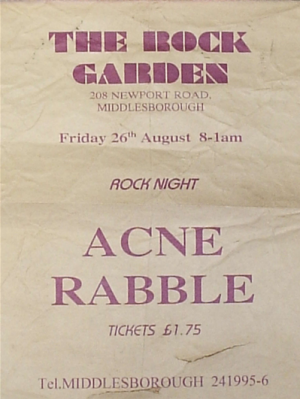 THE ROCK
GARDEN
208 NEWPORT ROAD,
MIDDLESBOROUGH
Friday 26th August 8-1am
ROCK NIGHT
ACNE
RABBLE
TICKETS £1.75
Tel.MIDDLESBOROUGH 241995-6